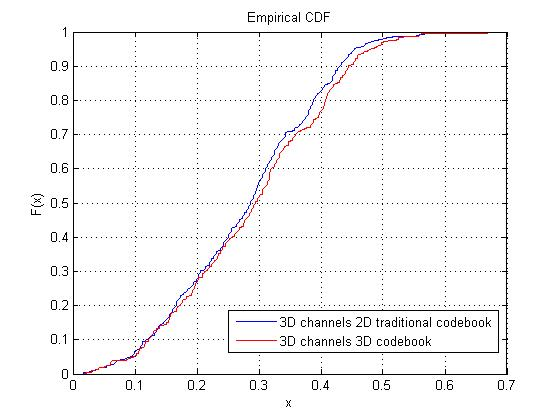 Empirical CDF
1
0.9
0.8
0.7
0.6
0.5
0.4
0.3
0.2
0.1
0
F(x)
3D channels 2D traditional codebook
3D channels 3D codebook
0 0.1 0.2 0.3 0.4 0.5 0.6 0.7
x